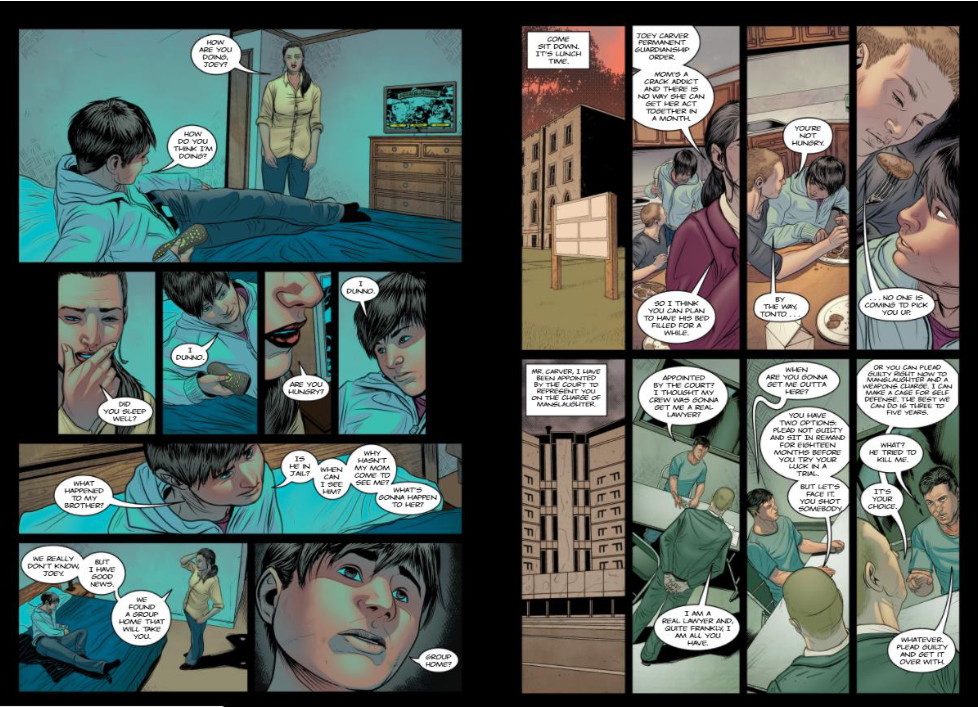 HOW
ARE YOU
DOING,
JOEY?
HOW
DO YOU
THINK I'M
DOING?
DID
YOU SLEEP
WELL?
I
DUNNO.
ARE YOU
HUNGRY?
I
DUNNO.
WHAT
HAPPENED
TO MY
BROTHER?
IS
HE IN
JAIL?
WHEN
CAN
I SEE
HIM?
WHY
HASN'T
MY MOM
COME TO
SEE ME?
WHAT'S
GONNA HAPPEN
TO HER?
WE REALLY
DON'T KNOW,
JOEY.
BUT
I HAVE
GOOD
NEWS.
WE
FOUND
A GROUP
HOME THAT
WILL TAKE
YOU.
GROUP
HOME?
COME
SIT DOWN.
IT'S LUNCH
TIME.
JOEY CARVER
PERMANENT
GUARDIANSHIP
ORDER.
MOM'S A
CRACK ADDICT
AND THERE IS
NO WAY SHE CAN
GET HER ACT
TOGETHER IN
A MONTH.
SO I THINK
YOU CAN PLAN
TO HAVE HIS BED
FILLED FOR A
WHILE.
YOU'RE
NOT
HUNGRY.
BY
THE WAY,
TONTO . . .
. . . NO ONE IS
COMING TO PICK
YOU UP.
MR. CARVER, I HAVE
BEEN APPOINTED
BY THE COURT TO
REPRESENT YOU
ON THE CHARGE OF
MANSLAUGHTER.
APPOINTED
BY THE COURT?
I THOUGHT MY
CREW WAS GONNA
GET ME A REAL
LAWYER?
I AM A
REAL LAWYER AND,
QUITE FRANKLY, I
AM ALL YOU
HAVE.
WHEN
ARE YOU GONNA
GET ME OUTTA
HERE?
YOU HAVE
TWO OPTIONS:
PLEAD NOT GUILTY
AND SIT IN REMAND
FOR EIGHTEEN
MONTHS BEFORE
YOU TRY YOUR
LUCK IN A
TRIAL.
BUT LET'S
FACE IT,
YOU SHOT
SOMEBODY.
OR YOU CAN PLEAD
GUILTY RIGHT NOW TO
MANSLAUGHTER AND A
WEAPONS CHARGE. I CAN
MAKE A CASE FOR SELF
DEFENSE. THE BEST WE
CAN DO IS THREE TO
FIVE YEARS.
WHAT?
HE TRIED TO
KILL ME.
IT'S
YOUR
CHOICE.
WHATEVER.
PLEAD GUILTY
AND GET IT
OVER WITH.